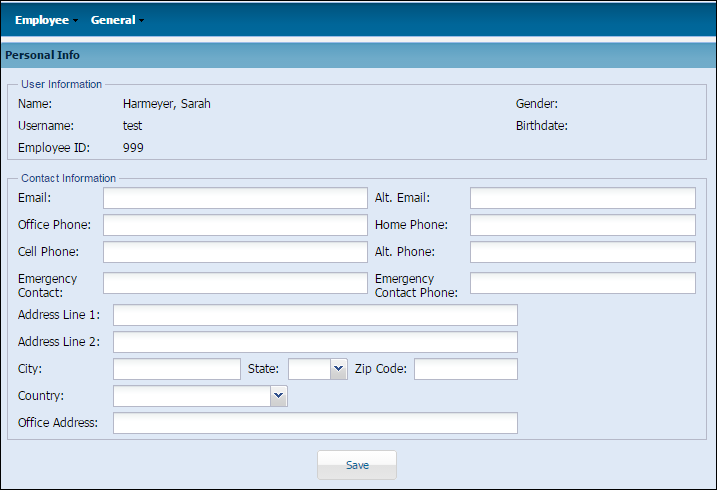 Employee General
Personal Info
User Information
Name: Harmeyer, Sarah Gender:
Username: test Birthdate:
Employee ID: 999
Contact Information
Email: Alt. Email:
Office Phone: Home Phone:
Cell Phone: Alt. Phone:
Emergency Contact: Emergency Contact Phone:
Address Line 1:
Address Line 2:
City: State: Zip Code:
Country:
Office Address:
Save